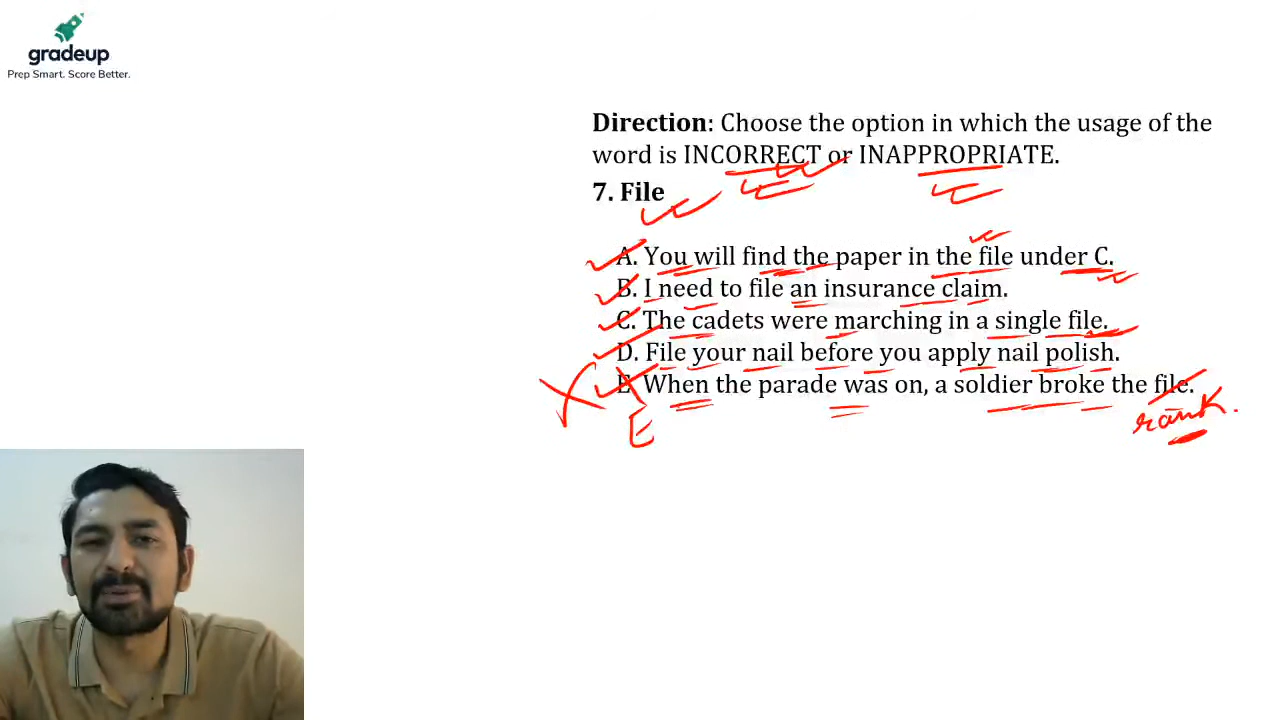 gradeup
Prep Smart. Score Better.
Direction: Choose the option in which the usage of the
word is INCORRECT or INAPPROPRIATE.
7. File
A. You will find the paper in the file under C.
B. I need to file an insurance claim.
C. The cadets were marching in a single file.
D. File your nail before you apply nail polish.
E. When the parade was on, a soldier broke the file.
rank.
E